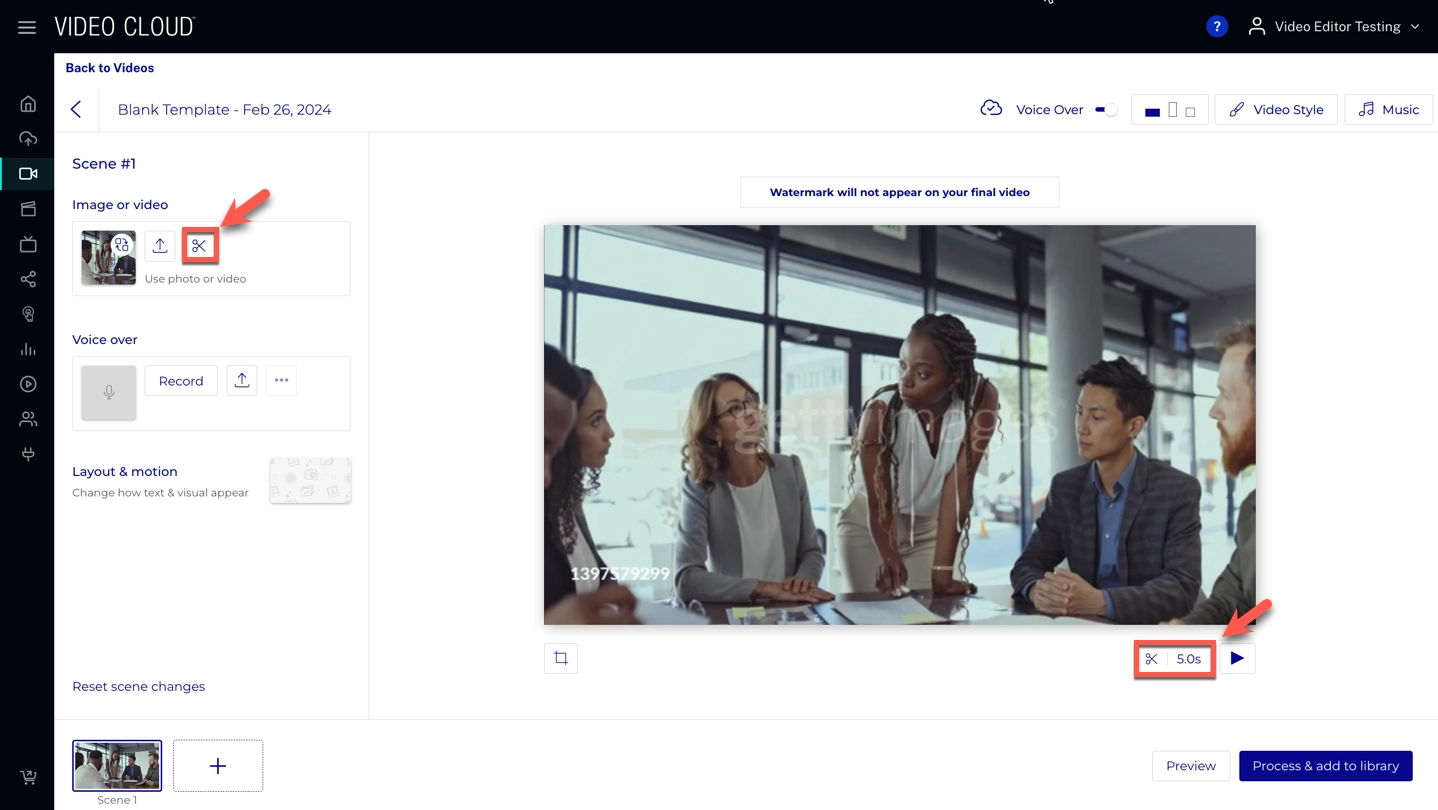 VIDEO CLOUD
?
Video Editor Testing
Back to Videos
Blank Template - Feb 26, 2024
Voice Over
Video Style
Music
Scene #1
Image or video
Use photo or video
Voice over
Record
Layout & motion
Change how text & visual appear
Reset scene changes
Watermark will not appear on your final video
gettyimages
1397579299
5.0s
Scene 1
Preview
Process & add to library